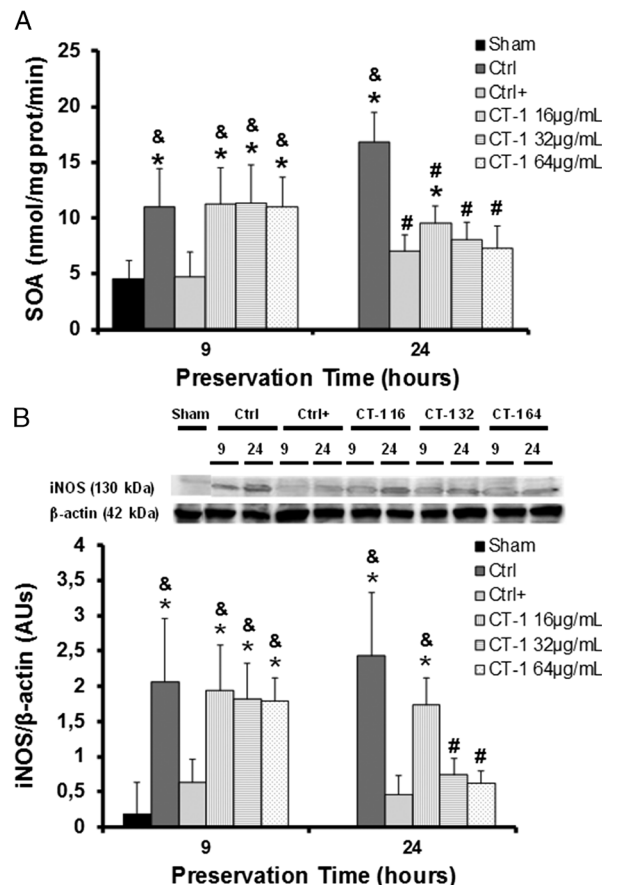 A
25
20
15
10
5
0
SOA (nmol/mg prot/min)
& *
& *
& *
& *
& *
#
# *
#
#
Sham
Ctrl
Ctrl+
CT-1 16µg/mL
CT-1 32µg/mL
CT-1 64µg/mL
9 24
Preservation Time (hours)
B
Sham Ctrl Ctrl+ CT-1 16 CT-1 32 CT-1 64
9 24 9 24 9 24 9 24 9 24
iNOS (130 kDa)
β-actin (42 kDa)
4
3,5
3
2,5
2
1,5
1
0,5
0
iNOS/β-actin (AUs)
& *
& *
& *
& *
& *
& *
#
#
Sham
Ctrl
Ctrl+
CT-1 16µg/mL
CT-1 32µg/mL
CT-1 64µg/mL
9 24
Preservation Time (hours)